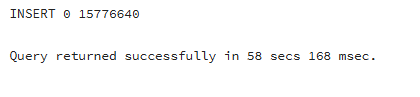 INSERT 0 15776640
Query returned successfully in 58 secs 168 msec.